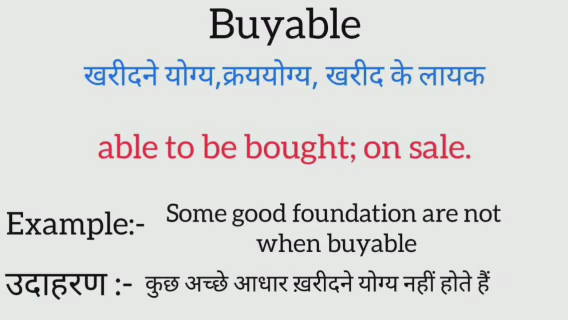 Buyable
खरीदने योग्य,क्रययोग्य, खरीद के लायक
able to be bought; on sale.
Example:- Some good foundation are not
when buyable
उदाहरण :- कुछ अच्छे आधार ख़रीदने योग्य नहीं होते हैं